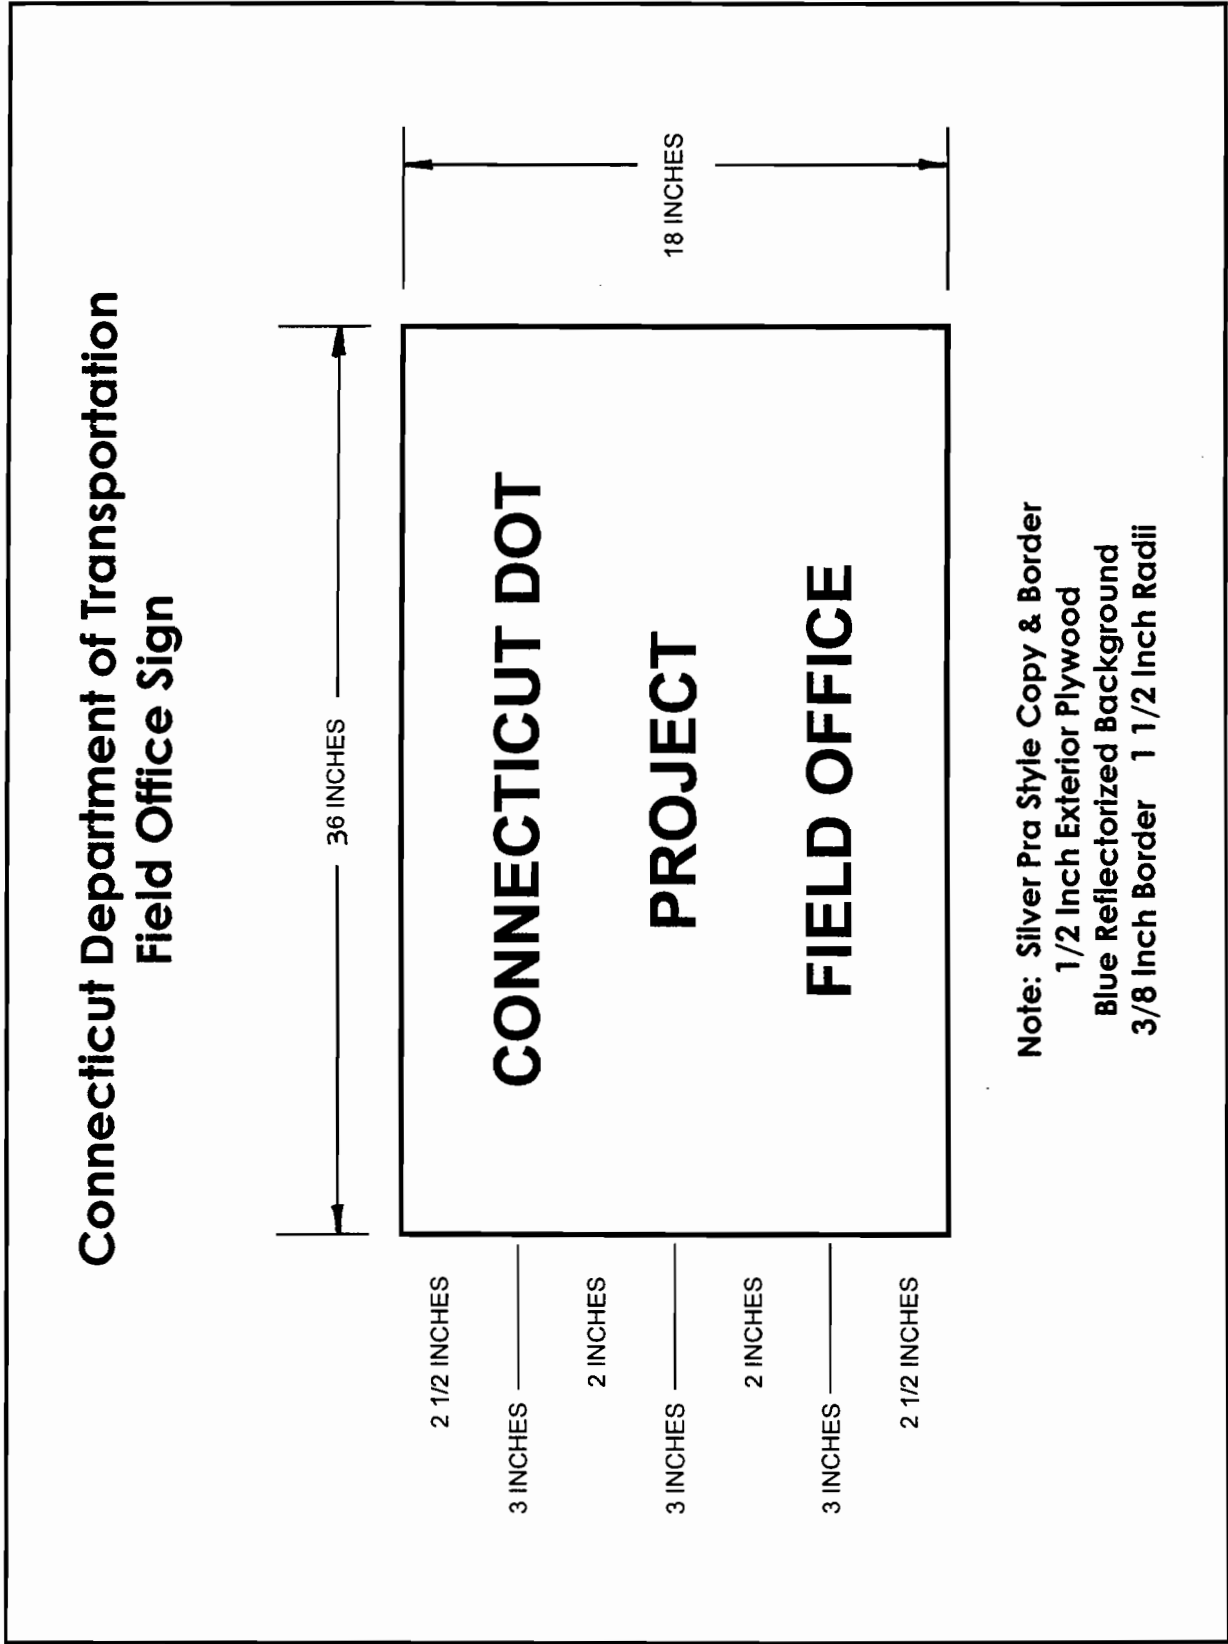 Connecticut Department of Transportation
Field Office Sign
36 INCHES
18 INCHES
2 1/2 INCHES
3 INCHES
CONNECTICUT DOT
2 INCHES
3 INCHES
PROJECT
2 INCHES
3 INCHES
FIELD OFFICE
2 1/2 INCHES
Note: Silver Pra Style Copy & Border
1/2 Inch Exterior Plywood
Blue Reflectorized Background
3/8 Inch Border 1 1/2 Inch Radii